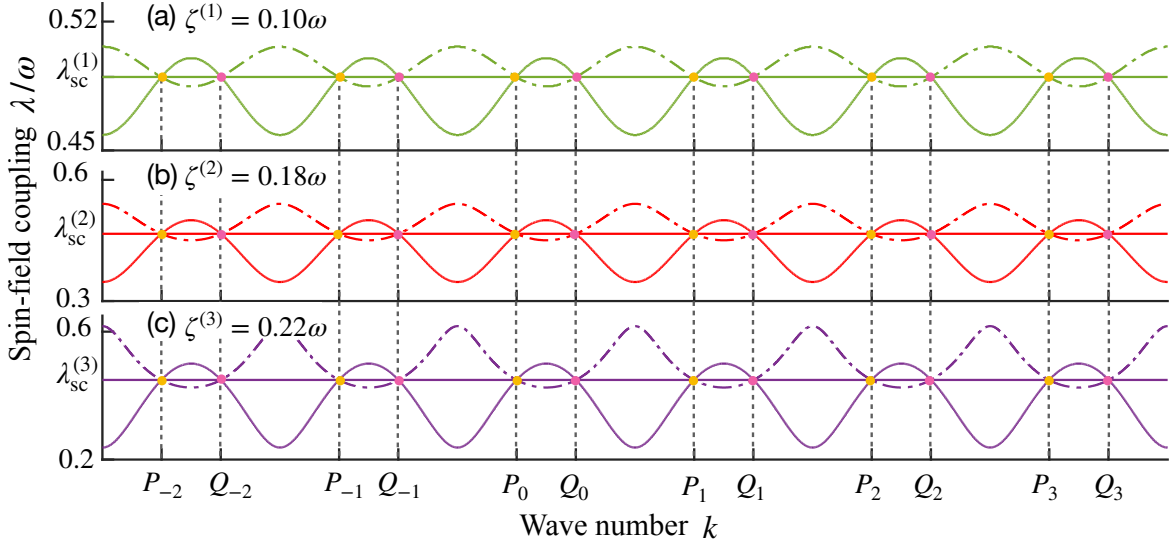 Spin-field coupling λ/ω
(a) ζ⁽¹⁾ = 0.10ω
0.52
λsc⁽¹⁾
0.45
(b) ζ⁽²⁾ = 0.18ω
0.6
λsc⁽²⁾
0.3
(c) ζ⁽³⁾ = 0.22ω
0.6
λsc⁽³⁾
0.2
P₋₂ Q₋₂ P₋₁ Q₋₁ P₀ Q₀ P₁ Q₁ P₂ Q₂ P₃ Q₃
Wave number k